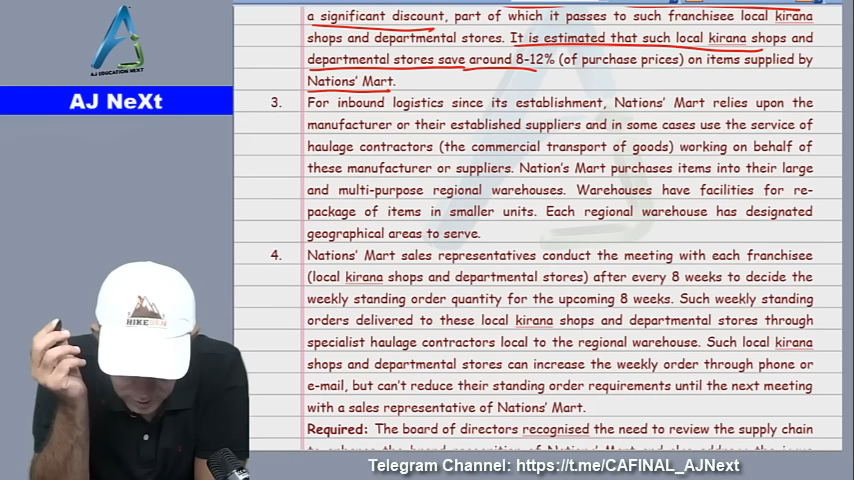 AJ EDUCATION NEXT
AJ NeXt
a significant discount, part of which it passes to such franchisee local kirana
shops and departmental stores. It is estimated that such local kirana shops and
departmental stores save around 8-12% (of purchase prices) on items supplied by
Nations' Mart.
3. For inbound logistics since its establishment, Nations' Mart relies upon the
manufacturer or their established suppliers and in some cases use the service of
haulage contractors (the commercial transport of goods) working on behalf of
these manufacturer or suppliers. Nation's Mart purchases items into their large
and multi-purpose regional warehouses. Warehouses have facilities for re-
package of items in smaller units. Each regional warehouse has designated
geographical areas to serve.
4. Nations' Mart sales representatives conduct the meeting with each franchisee
(local kirana shops and departmental stores) after every 8 weeks to decide the
weekly standing order quantity for the upcoming 8 weeks. Such weekly standing
orders delivered to these local kirana shops and departmental stores through
specialist haulage contractors local to the regional warehouse. Such local kirana
shops and departmental stores can increase the weekly order through phone or
e-mail, but can't reduce their standing order requirements until the next meeting
with a sales representative of Nations' Mart.
Required: The board of directors recognised the need to review the supply chain
HIKE
Telegram Channel: https://t.me/CAFINAL_AJNext